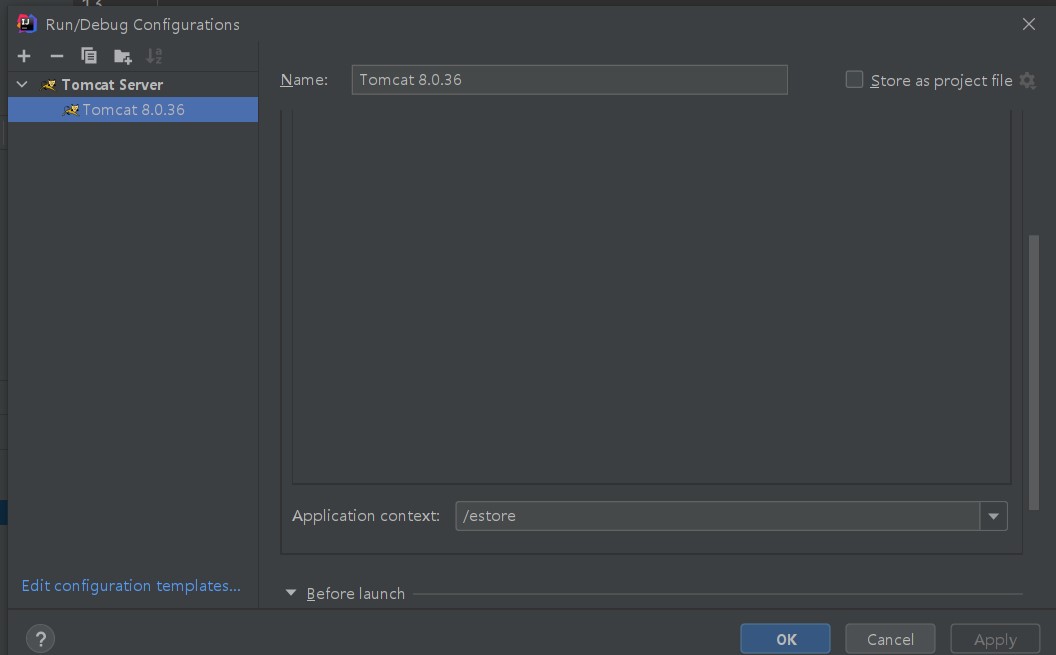 13
Run/Debug Configurations
Name: Tomcat 8.0.36 Store as project file
Tomcat Server
Tomcat 8.0.36
Application context: /estore
Edit configuration templates...
Before launch
? OK Cancel Apply